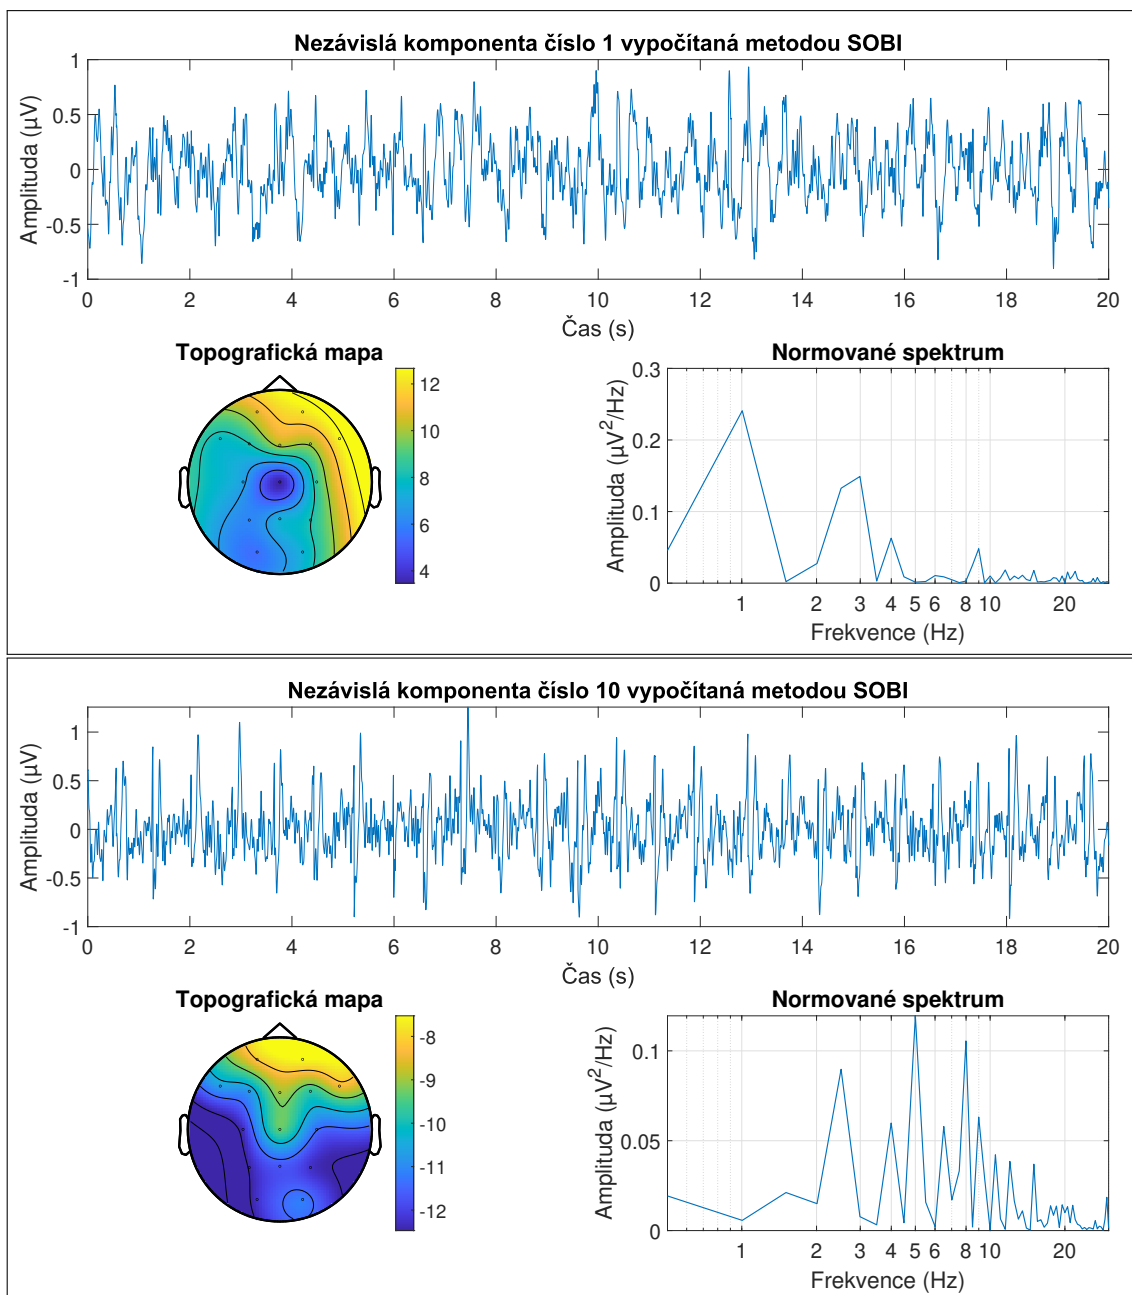 Nezávislá komponenta číslo 1 vypočítaná metodou SOBI
1
0.5
0
-0.5
-1
Amplituda (µV)
0 2 4 6 8 10 12 14 16 18 20
Čas (s)
Topografická mapa
12
10
8
6
4
Normované spektrum
0.3
0.2
0.1
0
Amplituda (µV²/Hz)
1 2 3 4 5 6 8 10 20
Frekvence (Hz)
Nezávislá komponenta číslo 10 vypočítaná metodou SOBI
1
0.5
0
-0.5
-1
Amplituda (µV)
0 2 4 6 8 10 12 14 16 18 20
Čas (s)
Topografická mapa
-8
-9
-10
-11
-12
Normované spektrum
0.1
0.05
0
Amplituda (µV²/Hz)
1 2 3 4 5 6 8 10 20
Frekvence (Hz)